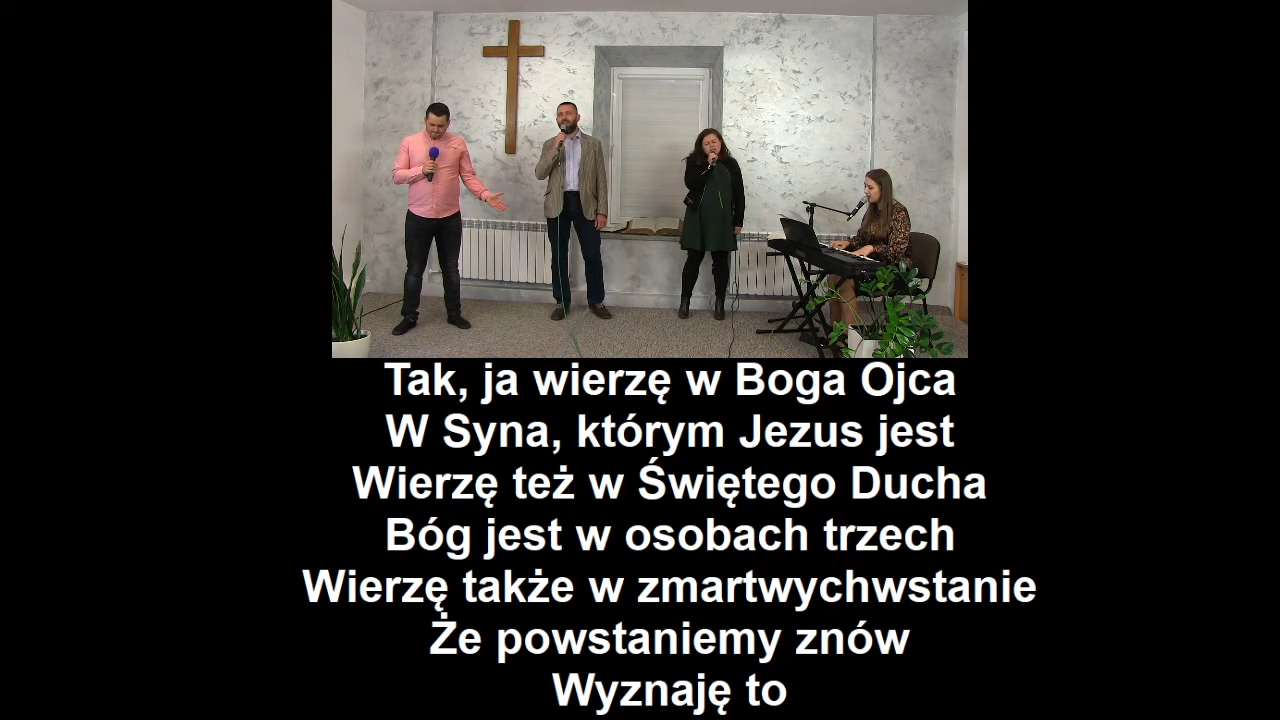 Tak, ja wierzę w Boga Ojca
W Syna, którym Jezus jest
Wierzę też w Świętego Ducha
Bóg jest w osobach trzech
Wierzę także w zmartwychwstanie
Że powstaniemy znów
Wyznaję to